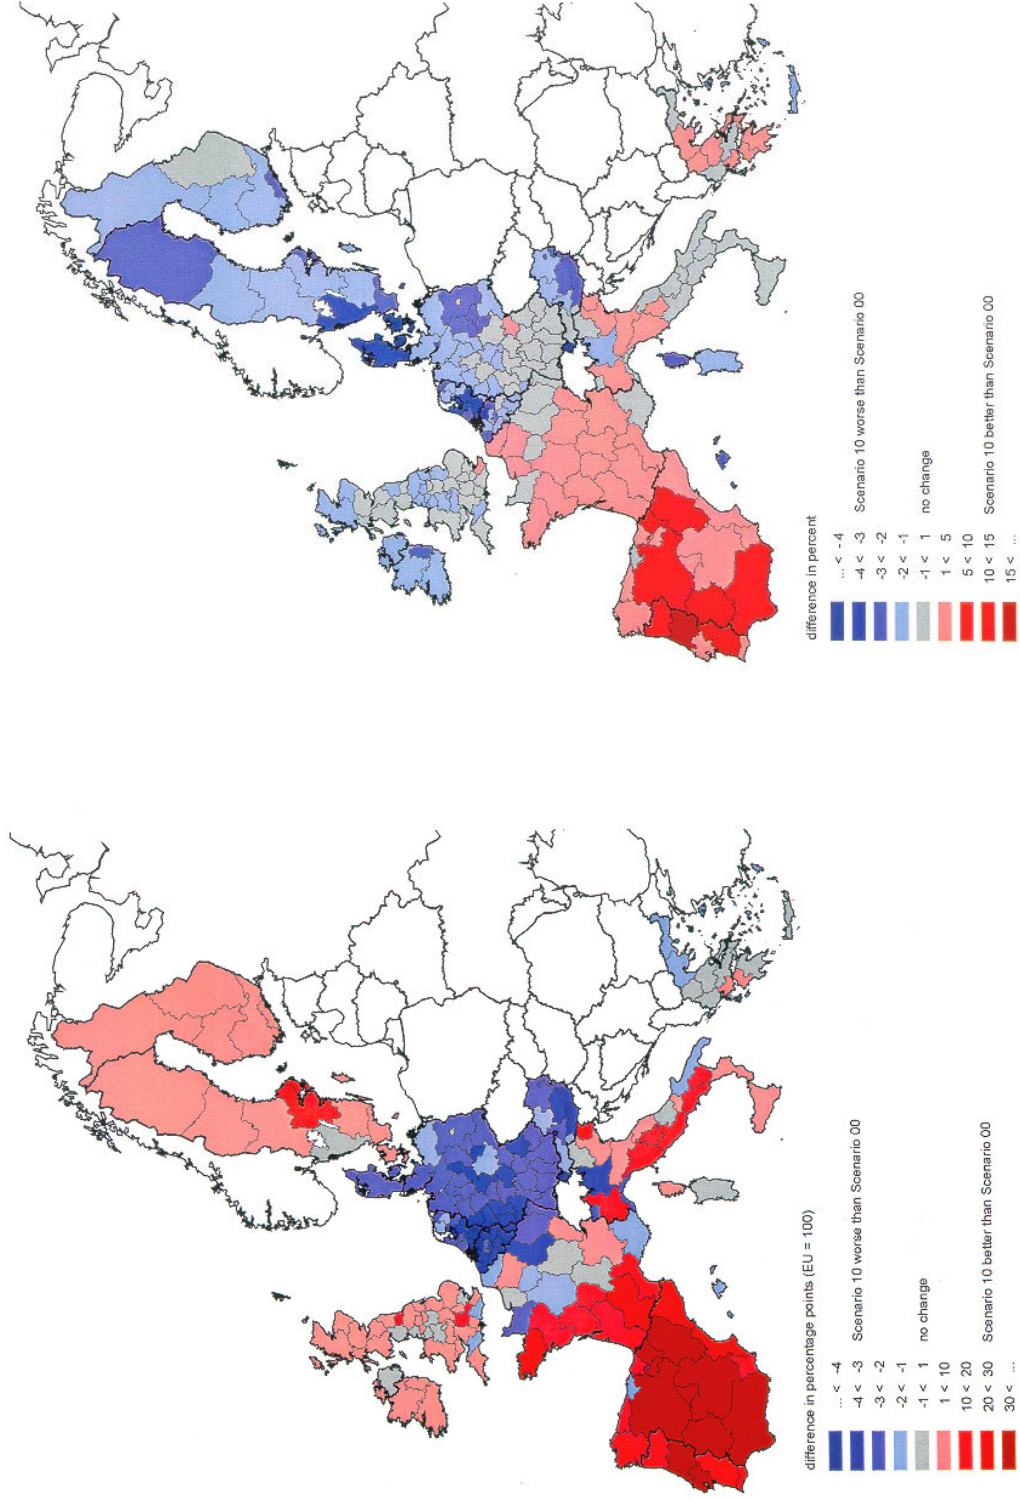 difference in percentage points (EU = 100)
... < -4
-4 < -3 Scenario 10 worse than Scenario 00
-3 < -2
-2 < -1
-1 < 1 no change
1 < 10
10 < 20
20 < 30 Scenario 10 better than Scenario 00
30 < ...
difference in percent
... < -4
-4 < -3 Scenario 10 worse than Scenario 00
-3 < -2
-2 < -1
-1 < 1 no change
1 < 5
5 < 10
10 < 15 Scenario 10 better than Scenario 00
15 < ...